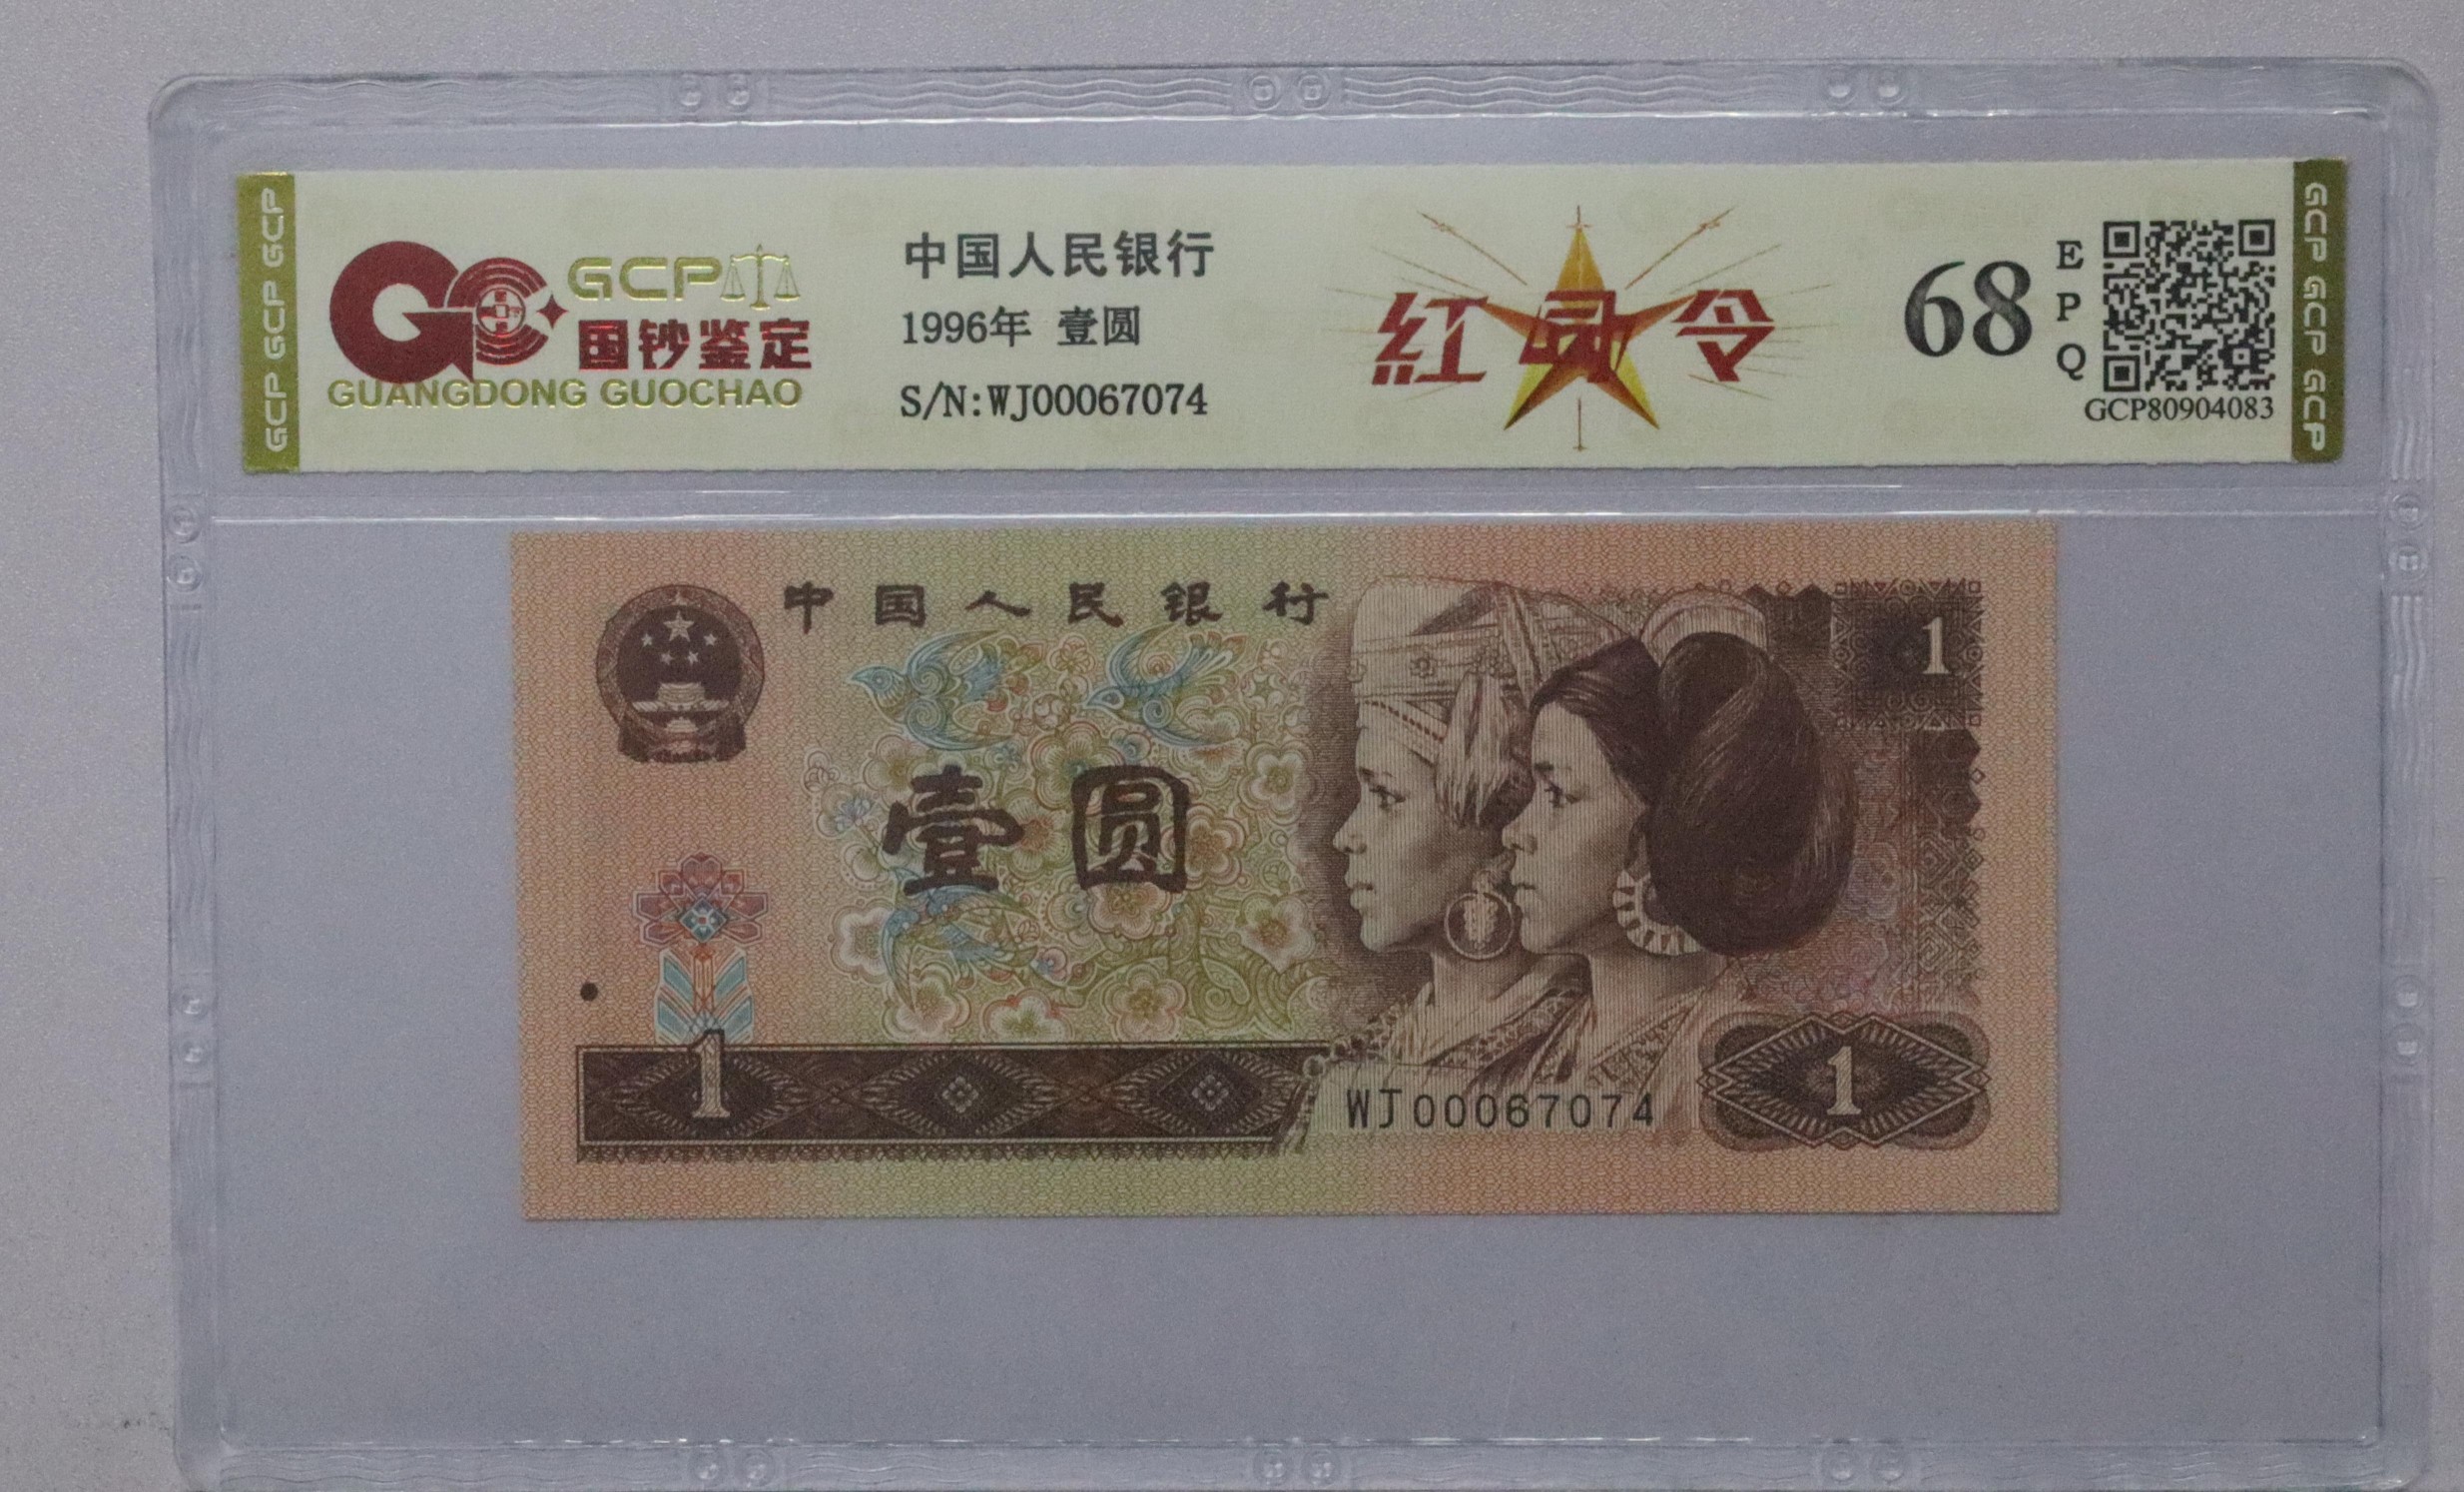 GCP GCP GCP
GCP
国钞鉴定
GUANGDONG GUOCHAO
中国人民银行
1996年 壹圆
S/N:WJ00067074
紅 令
68
E
P
Q
GCP80904083
GCP GCP GCP
中国人民银行
1
壹圆
1
WJ00067074
1